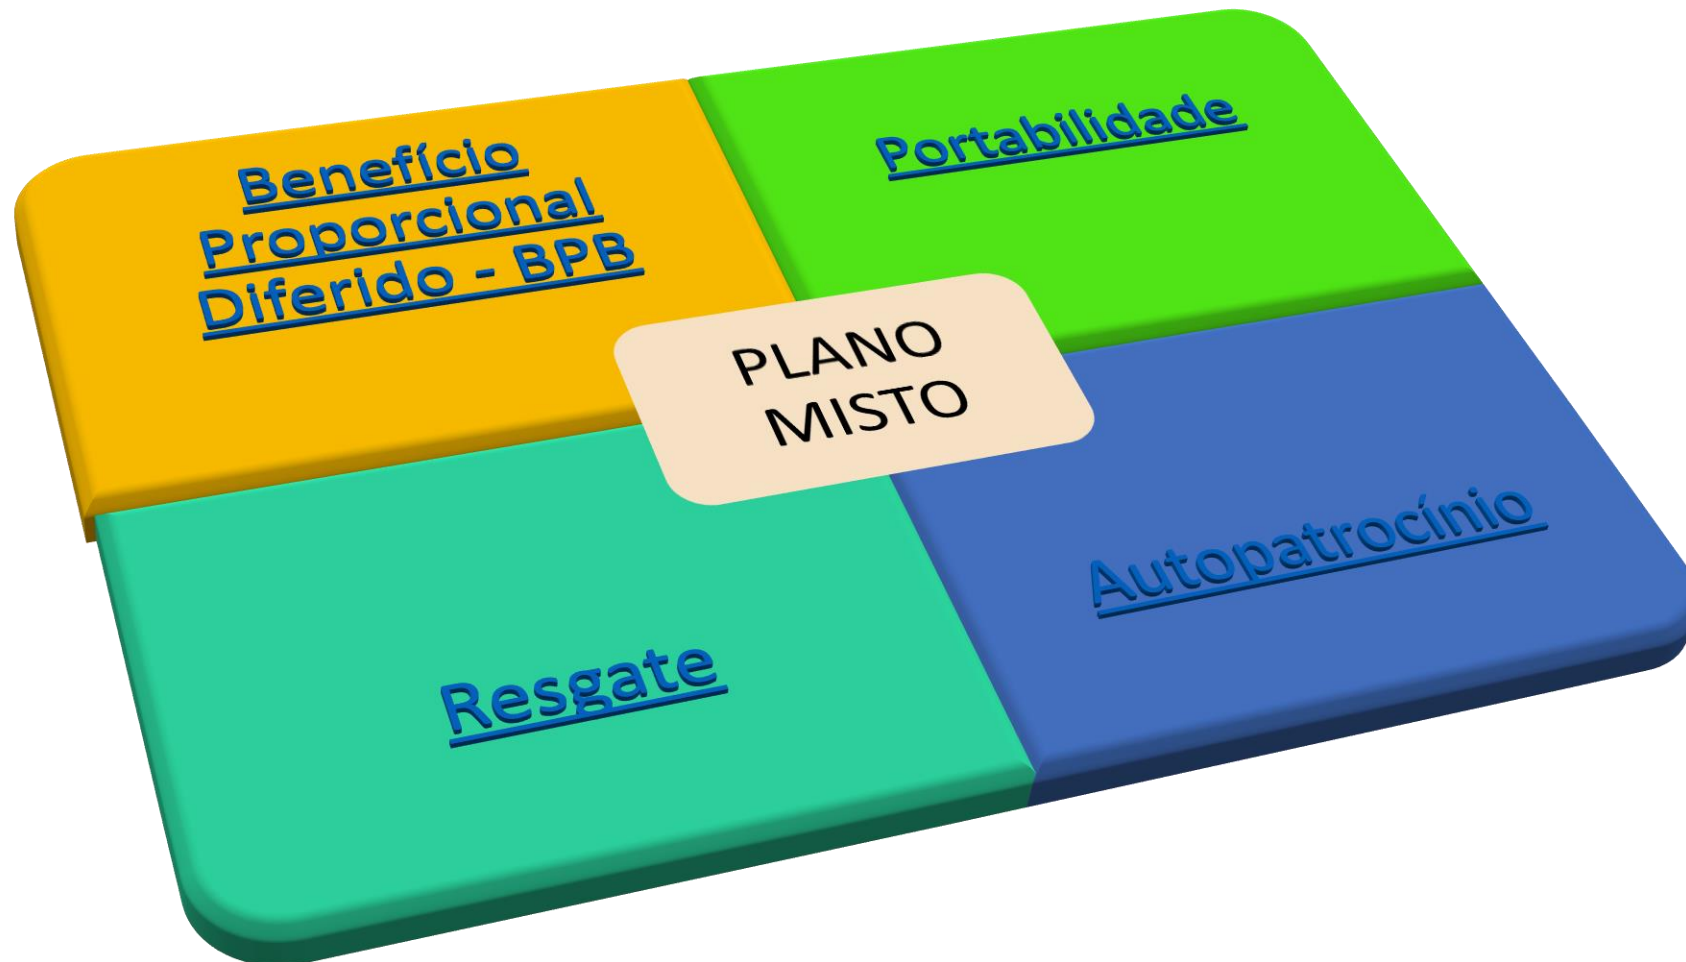 Benefício
Proporcional
Diferido - BPB
Portabilidade
PLANO
MISTO
Resgate
Autopatrocínio